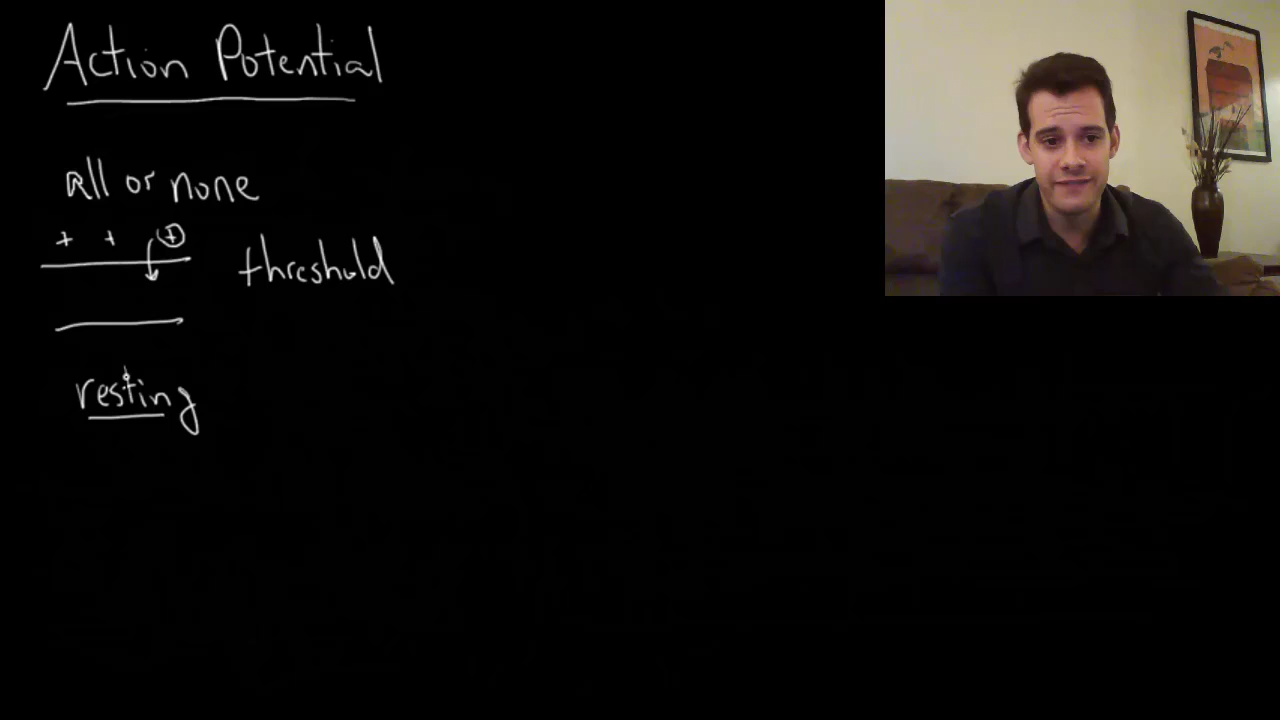 Action Potential
all or none
+ + +
threshold
resting